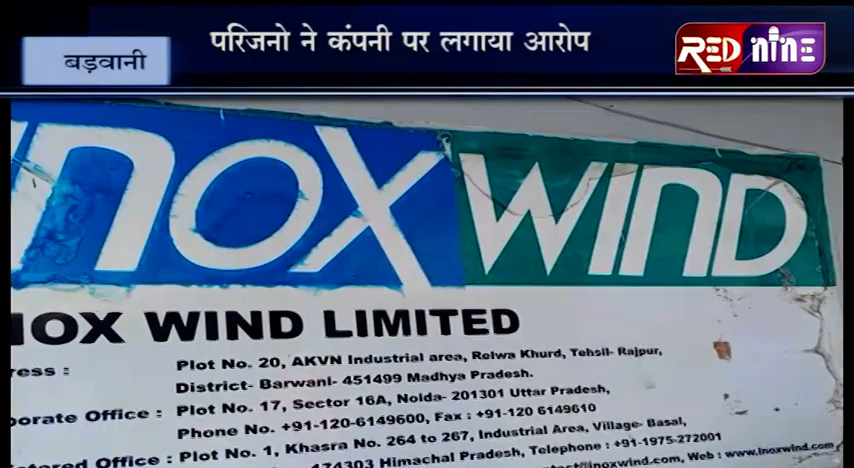 परिजनो ने कंपनी पर लगाया आरोप
बड़वानी
RED nINE
nOX WIND
NOX WIND LIMITED
ress :
Plot No. 20, AKVN Industrial area, Relwa Khurd, Tehsil- Rajpur,
District- Barwani- 451499 Madhya Pradesh.
porate Office : Plot No. 17, Sector 16A, Noida- 201301 Uttar Pradesh,
Phone No. +91-120-6149600, Fax : +91-120 6149610
tered Office : Plot No. 1, Khasra No. 264 to 267, Industrial Area, Village- Basal,
174303 Himachal Pradesh, Telephone : +91-1975-272001
@inoxwind.com, Web : www.inoxwind.com